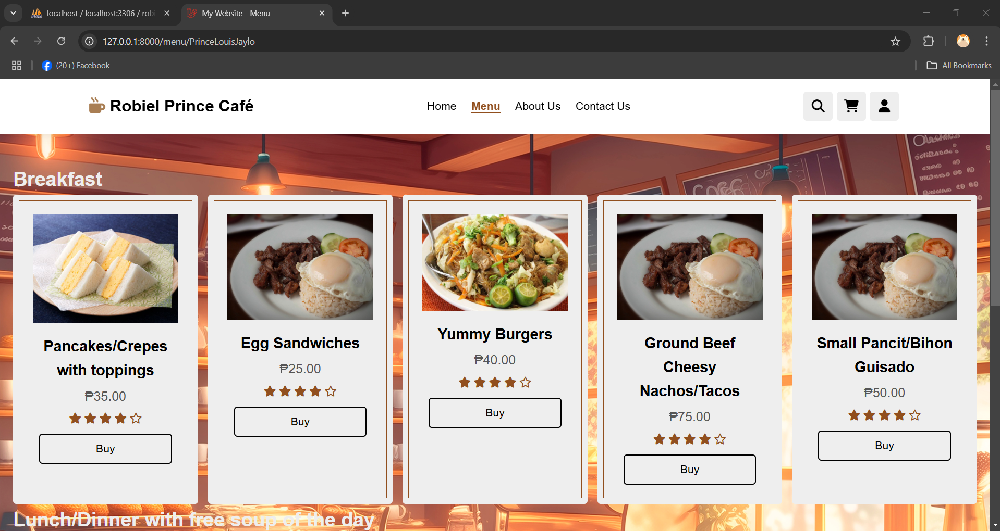 localhost / localhost:3306 / robi
My Website - Menu
127.0.0.1:8000/menu/PrinceLouisJaylo
(20+) Facebook
All Bookmarks
Robiel Prince Café
Home
Menu
About Us
Contact Us
Breakfast
Pancakes/Crepes
with toppings
₱35.00
Buy
Egg Sandwiches
₱25.00
Buy
Yummy Burgers
₱40.00
Buy
Ground Beef
Cheesy
Nachos/Tacos
₱75.00
Buy
Small Pancit/Bihon
Guisado
₱50.00
Buy
Lunch/Dinner with free soup of the day